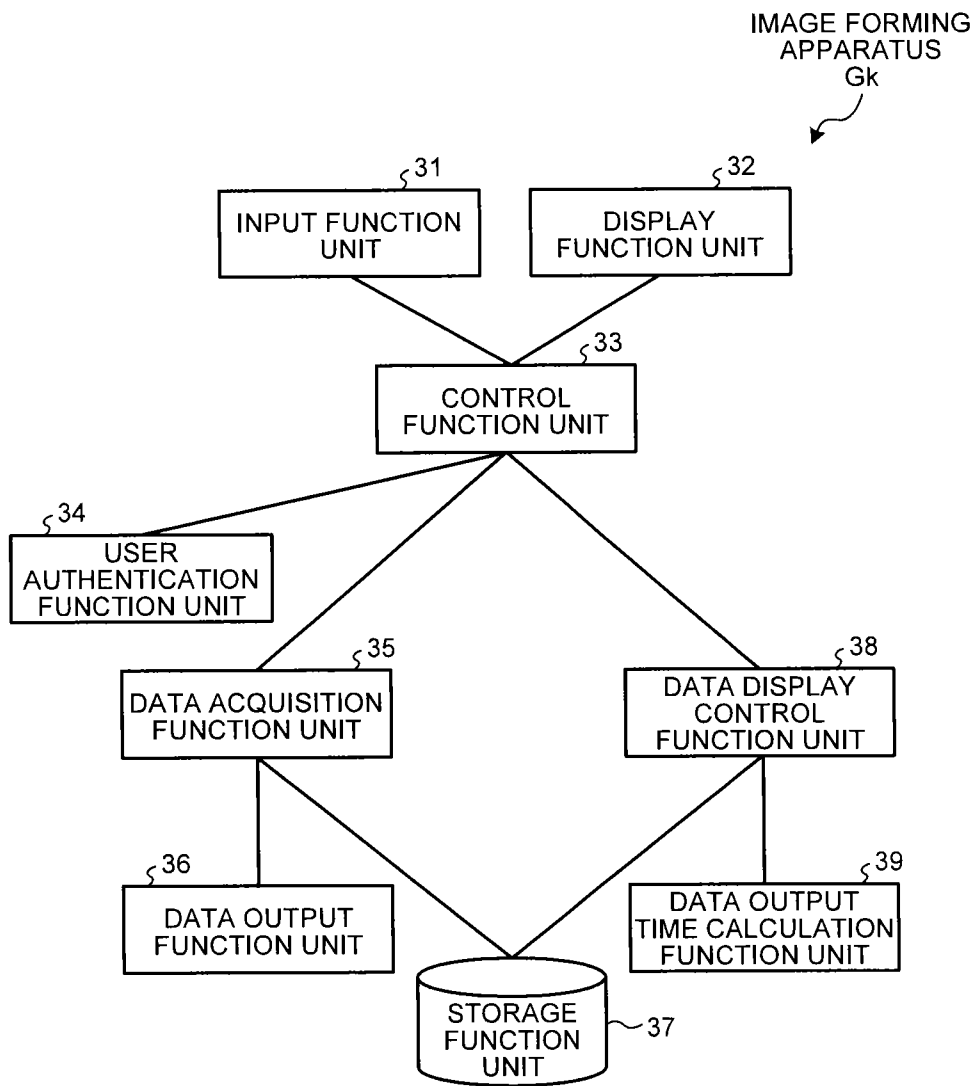 IMAGE FORMING
APPARATUS
Gk
31
INPUT FUNCTION
UNIT
32
DISPLAY
FUNCTION UNIT
33
CONTROL
FUNCTION UNIT
34
USER
AUTHENTICATION
FUNCTION UNIT
35
DATA ACQUISITION
FUNCTION UNIT
38
DATA DISPLAY
CONTROL
FUNCTION UNIT
36
DATA OUTPUT
FUNCTION UNIT
39
DATA OUTPUT
TIME CALCULATION
FUNCTION UNIT
STORAGE
FUNCTION
UNIT
37